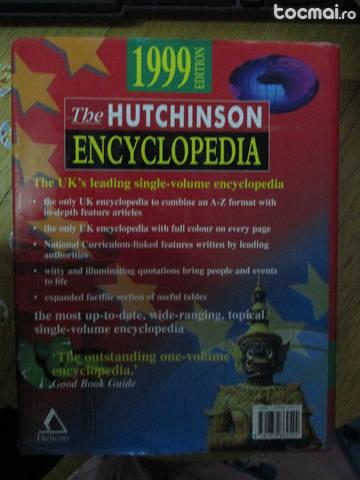 tocmai.ro
1999
EDITION
The HUTCHINSON
ENCYCLOPEDIA
The UK's leading single-volume encyclopedia
• the only UK encyclopedia to combine an A-Z format with
in-depth feature articles
• the only UK encyclopedia with full colour on every page
• National Curriculum-linked features written by leading
authorities
• witty and illuminating quotations bring people and events
to life
• expanded factfile section of useful tables
the most up-to-date, wide-ranging, topical
single-volume encyclopedia
'The outstanding one-volume
encyclopedia.'
Good Book Guide
Helicon